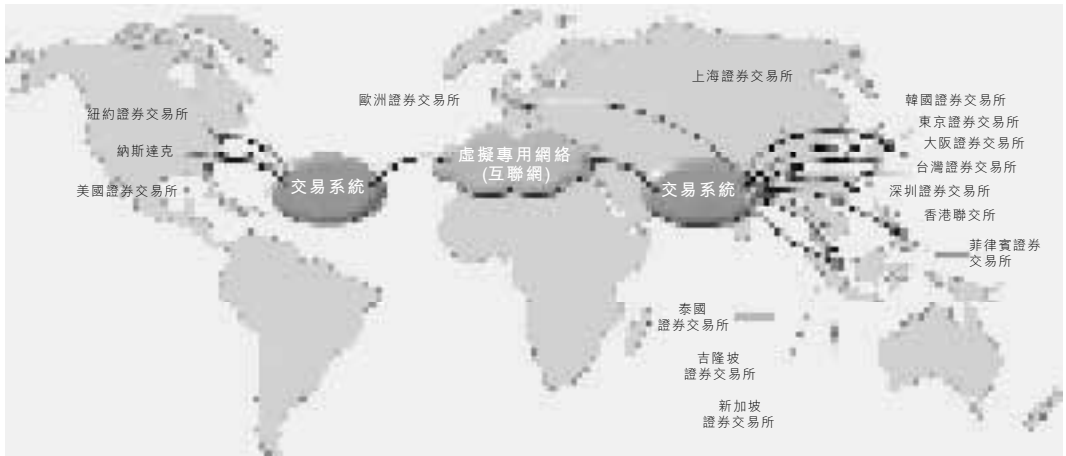 上海證券交易所
歐洲證券交易所
韓國證券交易所
紐約證券交易所
東京證券交易所
大阪證券交易所
納斯達克
虛擬專用網絡
(互聯網)
台灣證券交易所
交易系統
交易系統
美國證券交易所
深圳證券交易所
香港聯交所
菲律賓證券
交易所
泰國
證券交易所
吉隆坡
證券交易所
新加坡
證券交易所